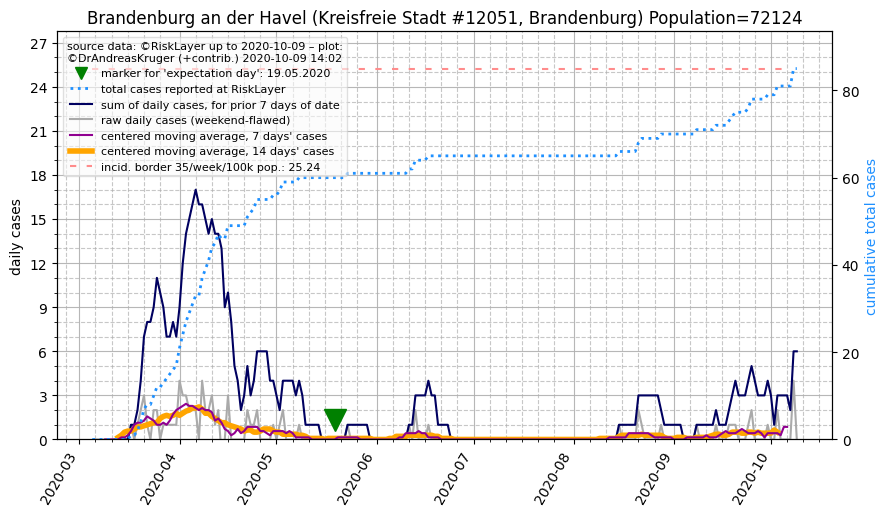 Brandenburg an der Havel (Kreisfreie Stadt #12051, Brandenburg) Population=72124
source data: ©RiskLayer up to 2020-10-09 – plot:
©DrAndreasKruger (+contrib.) 2020-10-09 14:02
marker for 'expectation day': 19.05.2020
total cases reported at RiskLayer
sum of daily cases, for prior 7 days of date
raw daily cases (weekend-flawed)
centered moving average, 7 days' cases
centered moving average, 14 days' cases
incid. border 35/week/100k pop.: 25.24
daily cases
27
24
21
18
15
12
9
6
3
0
cumulative total cases
80
60
40
20
0
2020-03
2020-04
2020-05
2020-06
2020-07
2020-08
2020-09
2020-10